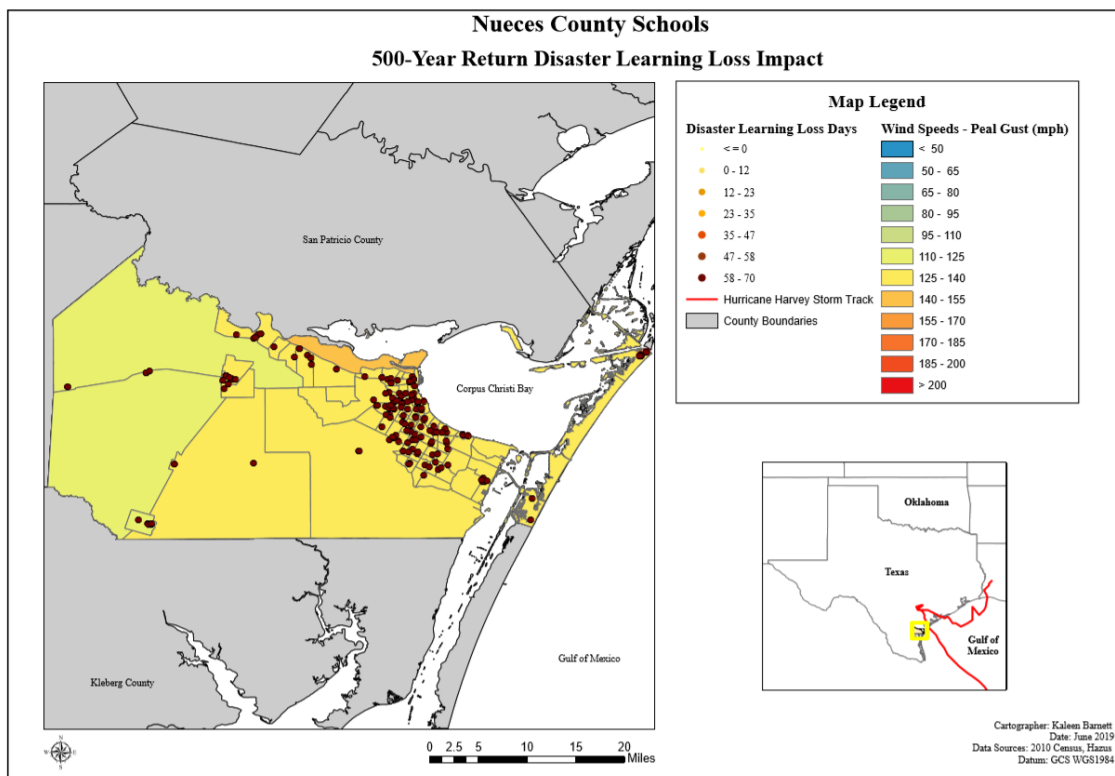 Nueces County Schools
500-Year Return Disaster Learning Loss Impact
San Patricio County
Corpus Christi Bay
Gulf of Mexico
Kleberg County
Map Legend
Disaster Learning Loss Days
< = 0
0 - 12
12 - 23
23 - 35
35 - 47
47 - 58
58 - 70
Hurricane Harvey Storm Track
County Boundaries
Wind Speeds - Peal Gust (mph)
< 50
50 - 65
65 - 80
80 - 95
95 - 110
110 - 125
125 - 140
140 - 155
155 - 170
170 - 185
185 - 200
> 200
Oklahoma
Texas
Gulf of
Mexico
N
W E
S
0 2.5 5 10 15 20
Miles
Cartographer: Kaleen Barnett
Date: June 2019
Data Sources: 2010 Census, Hazus
Datum: GCS WGS1984